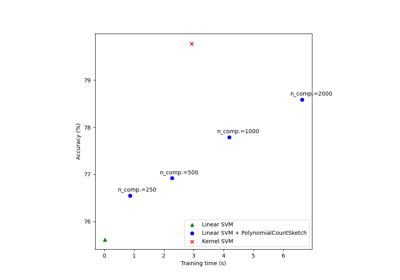 n_comp.=2000
n_comp.=1000
n_comp.=500
n_comp.=250
79
78
77
76
Accuracy (%)
Linear SVM
Linear SVM + PolynomialCountSketch
Kernel SVM
0 1 2 3 4 5 6
Training time (s)